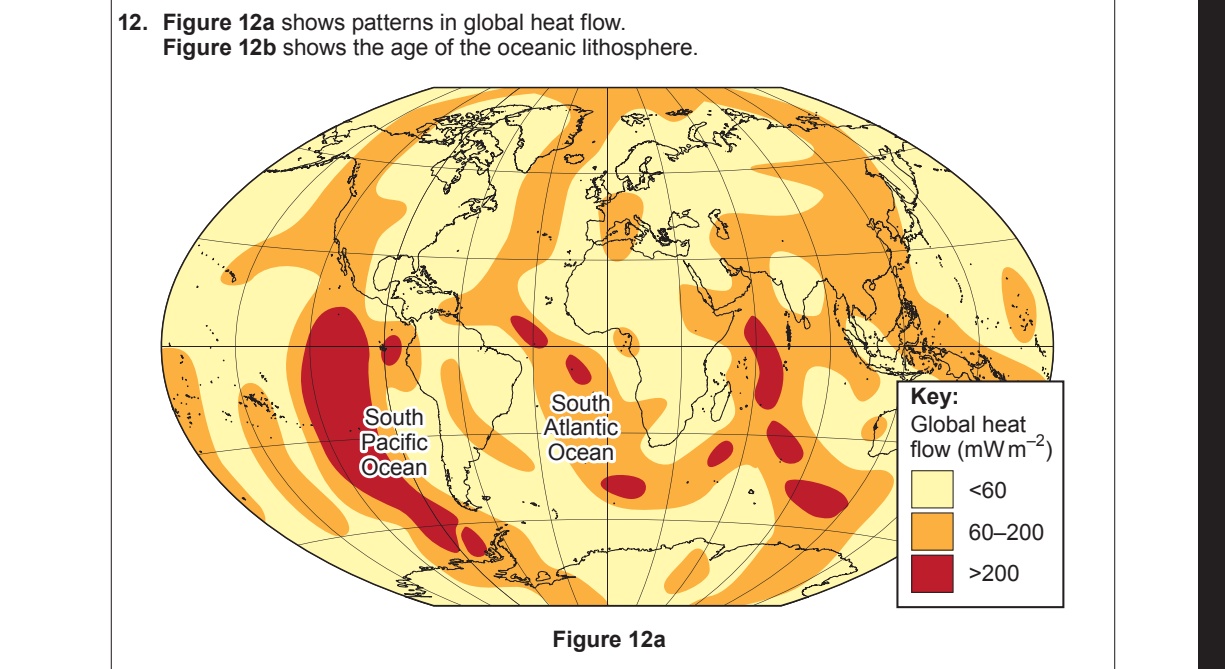 12. Figure 12a shows patterns in global heat flow.
Figure 12b shows the age of the oceanic lithosphere.
South
Pacific
Ocean
South
Atlantic
Ocean
Key:
Global heat
flow (mW m–2)
<60
60–200
>200
Figure 12a